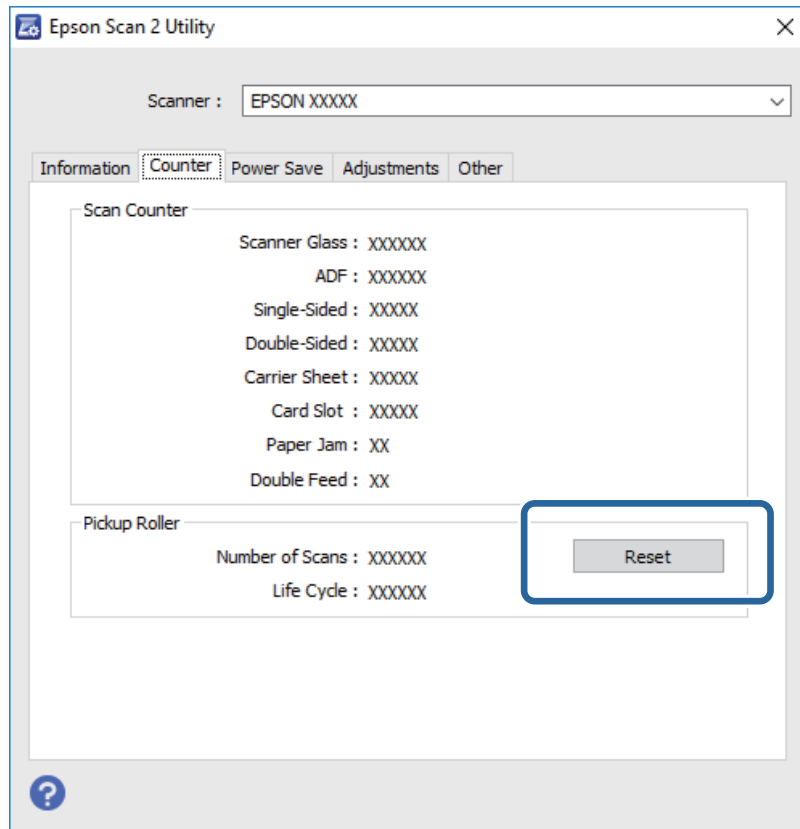 Epson Scan 2 Utility
Scanner : EPSON XXXXX
Information Counter Power Save Adjustments Other
Scan Counter
Scanner Glass : XXXXXX
ADF : XXXXXX
Single-Sided : XXXXX
Double-Sided : XXXXX
Carrier Sheet : XXXXX
Card Slot : XXXXX
Paper Jam : XX
Double Feed : XX
Pickup Roller
Number of Scans : XXXXXX Reset
Life Cycle : XXXXXX
?